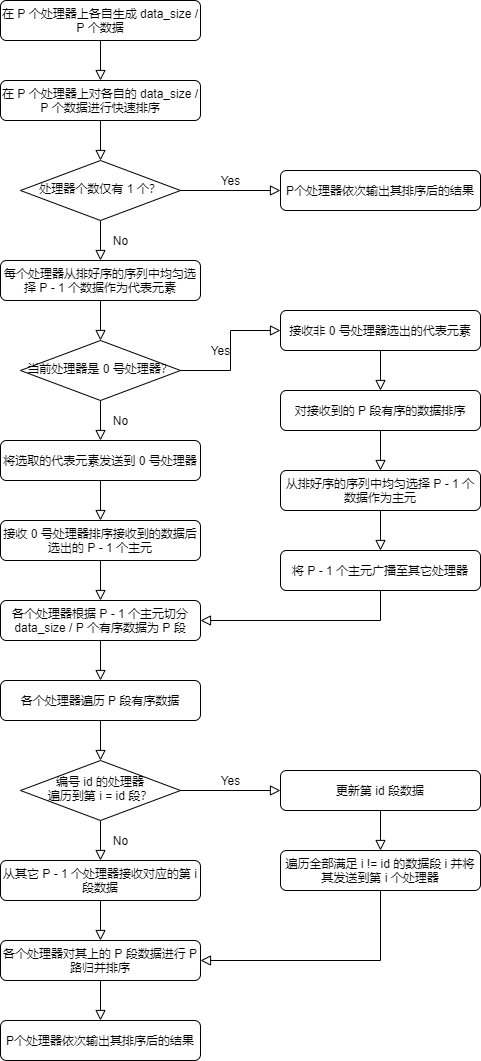 在 P 个处理器上各自生成 data_size /
P 个数据
在 P 个处理器上对各自的 data_size /
P 个数据进行快速排序
处理器个数仅有 1 个?
Yes
P个处理器依次输出其排序后的结果
No
每个处理器从排好序的序列中均匀选
择 P - 1 个数据作为代表元素
当前处理器是 0 号处理器?
Yes
接收非 0 号处理器选出的代表元素
No
对接收到的 P 段有序的数据排序
将选取的代表元素发送到 0 号处理器
从排好序的序列中均匀选择 P - 1 个
数据作为主元
接收 0 号处理器排序接收到的数据后
选出的 P - 1 个主元
将 P - 1 个主元广播至其它处理器
各个处理器根据 P - 1 个主元切分
data_size / P 个有序数据为 P 段
各个处理器遍历 P 段有序数据
编号 id 的处理器
遍历到第 i = id 段?
Yes
更新第 id 段数据
No
从其它 P - 1 个处理器接收对应的第 i
段数据
遍历全部满足 i != id 的数据段 i 并将
其发送到第 i 个处理器
各个处理器对其上的 P 段数据进行 P
路归并排序
P个处理器依次输出其排序后的结果